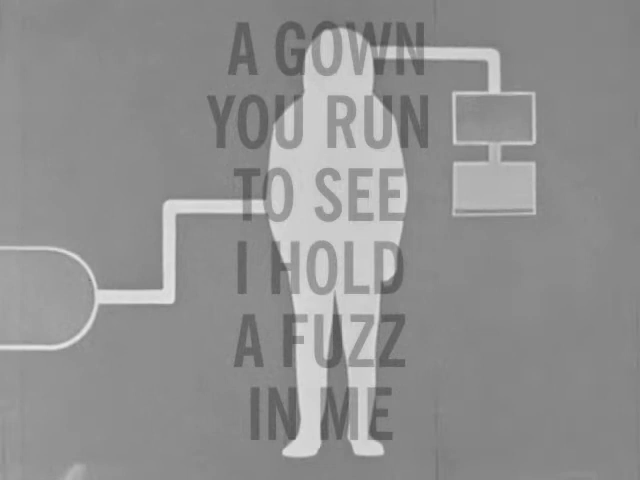 A GOWN
YOU RUN
TO SEE
I HOLD
A FUZZ
IN ME